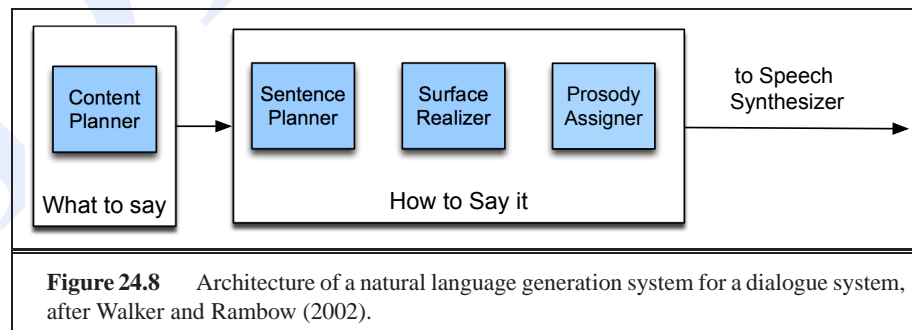 Content
Planner
What to say
Sentence
Planner
Surface
Realizer
Prosody
Assigner
How to Say it
to Speech
Synthesizer
Figure 24.8 Architecture of a natural language generation system for a dialogue system,
after Walker and Rambow (2002).